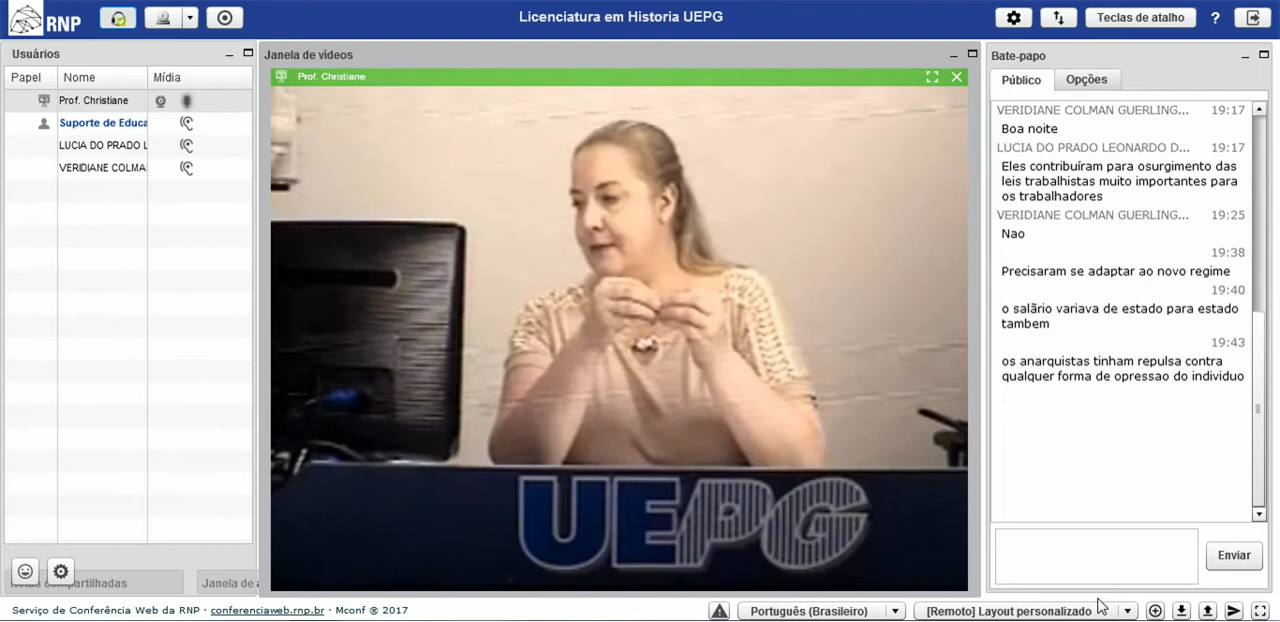 RNP
Licenciatura em Historia UEPG
Teclas de atalho
?
Usuários
Papel Nome Mídia
Prof. Christiane
Suporte de Educa
LUCIA DO PRADO L
VERIDIANE COLMA
Janela de vídeos
Prof. Christiane
UEPG
Bate-papo
Público Opções
VERIDIANE COLMAN GUERLING... 19:17
Boa noite
LUCIA DO PRADO LEONARDO D... 19:17
Eles contribuíram para osurgimento das
leis trabalhistas muito importantes para
os trabalhadores
VERIDIANE COLMAN GUERLING... 19:25
Nao
19:38
Precisaram se adaptar ao novo regime
19:40
o salãrio variava de estado para estado
tambem
19:43
os anarquistas tinham repulsa contra
qualquer forma de opressao do individuo
Enviar
compartilhadas Janela de
Serviço de Conferência Web da RNP · conferenciaweb.rnp.br · Mconf ® 2017
Português (Brasileiro)
[Remoto] Layout personalizado